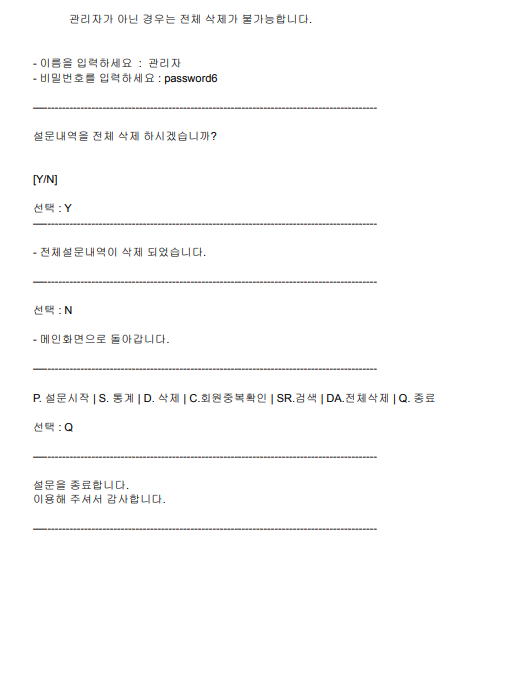 관리자가 아닌 경우는 전체 삭제가 불가능합니다.
- 이름을 입력하세요 : 관리자
- 비밀번호를 입력하세요 : password6
—-------------------------------------------------------------------------------------------
설문내역을 전체 삭제 하시겠습니까?
[Y/N]
선택 : Y
—-------------------------------------------------------------------------------------------
- 전체설문내역이 삭제 되었습니다.
—-------------------------------------------------------------------------------------------
선택 : N
- 메인화면으로 돌아갑니다.
—-------------------------------------------------------------------------------------------
P. 설문시작 | S. 통계 | D. 삭제 | C.회원중복확인 | SR.검색 | DA.전체삭제 | Q. 종료
선택 : Q
—-------------------------------------------------------------------------------------------
설문을 종료합니다.
이용해 주셔서 감사합니다.
—-------------------------------------------------------------------------------------------